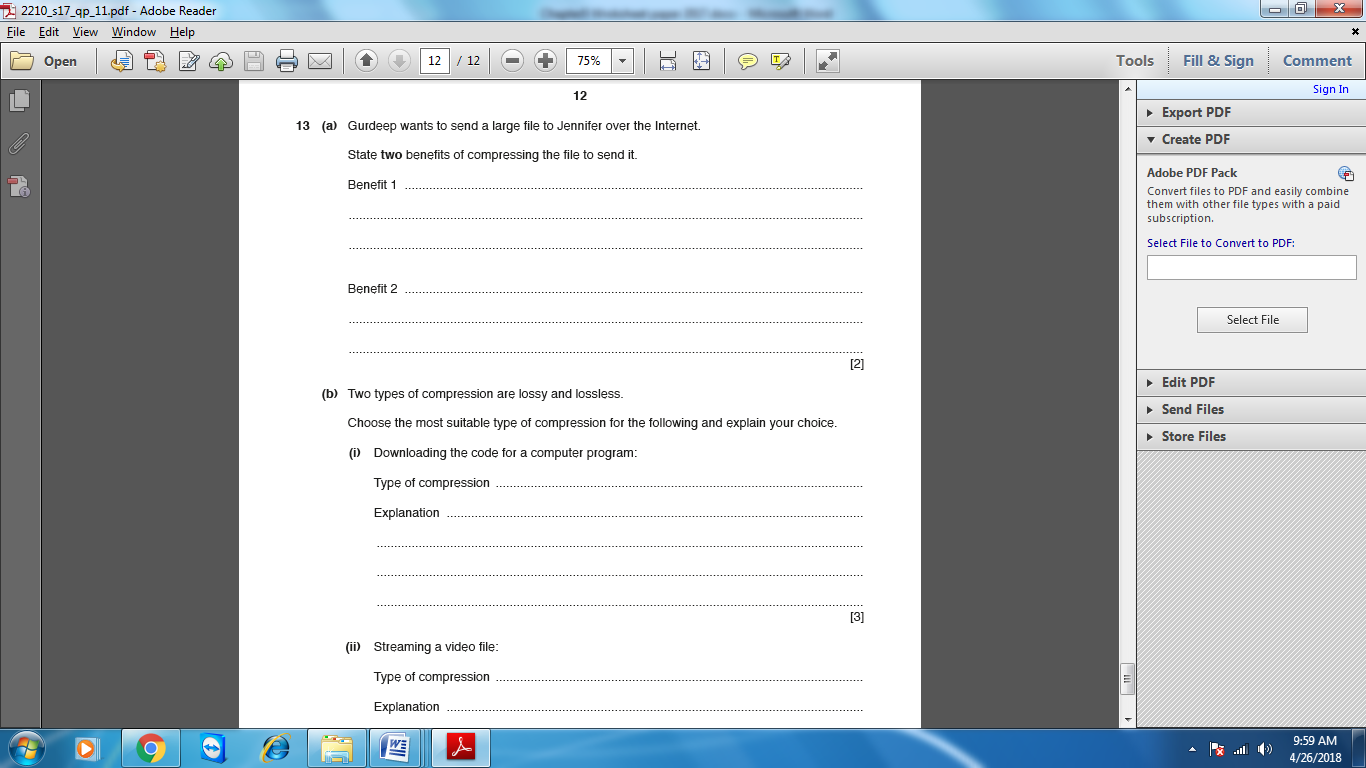 2210_s17_qp_11.pdf - Adobe Reader
File Edit View Window Help
Open 12 / 12 75% Tools Fill & Sign Comment
Sign In
12
13 (a) Gurdeep wants to send a large file to Jennifer over the Internet.
State two benefits of compressing the file to send it.
Benefit 1 ................................................................
................................................................
................................................................
Benefit 2 ................................................................
................................................................
................................................................
[2]
(b) Two types of compression are lossy and lossless.
Choose the most suitable type of compression for the following and explain your choice.
(i) Downloading the code for a computer program:
Type of compression ................................................................
Explanation ................................................................
................................................................
................................................................
................................................................
[3]
(ii) Streaming a video file:
Type of compression ................................................................
Explanation ................................................................
Export PDF
Create PDF
Adobe PDF Pack
Convert files to PDF and easily combine
them with other file types with a paid
subscription.
Select File to Convert to PDF:
Select File
Edit PDF
Send Files
Store Files
9:59 AM
4/26/2018